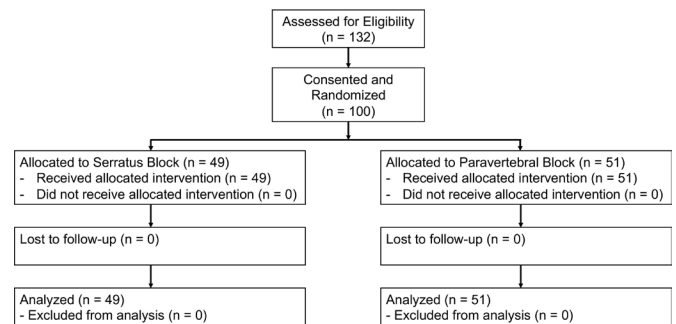 Assessed for Eligibility
(n = 132)
Consented and
Randomized
(n = 100)
Allocated to Serratus Block (n = 49)
- Received allocated intervention (n = 49)
- Did not receive allocated intervention (n = 0)
Allocated to Paravertebral Block (n = 51)
- Received allocated intervention (n = 51)
- Did not receive allocated intervention (n = 0)
Lost to follow-up (n = 0)
Lost to follow-up (n = 0)
Analyzed (n = 49)
- Excluded from analysis (n = 0)
Analyzed (n = 51)
- Excluded from analysis (n = 0)